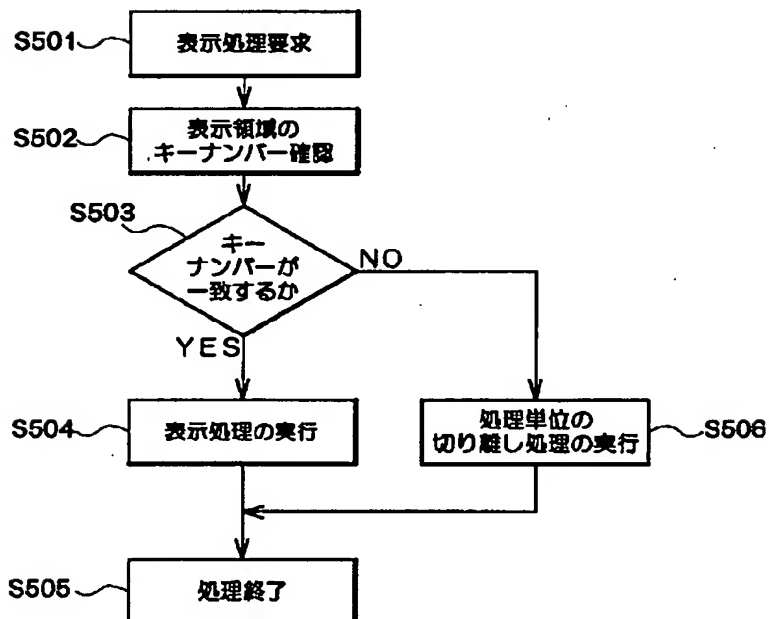 S501
表示処理要求
S502
表示領域の
キーナンバー確認
S503
キー
ナンバーが
一致するか
NO
YES
S504
表示処理の実行
処理単位の
切り離し処理の実行
S506
S505
処理終了